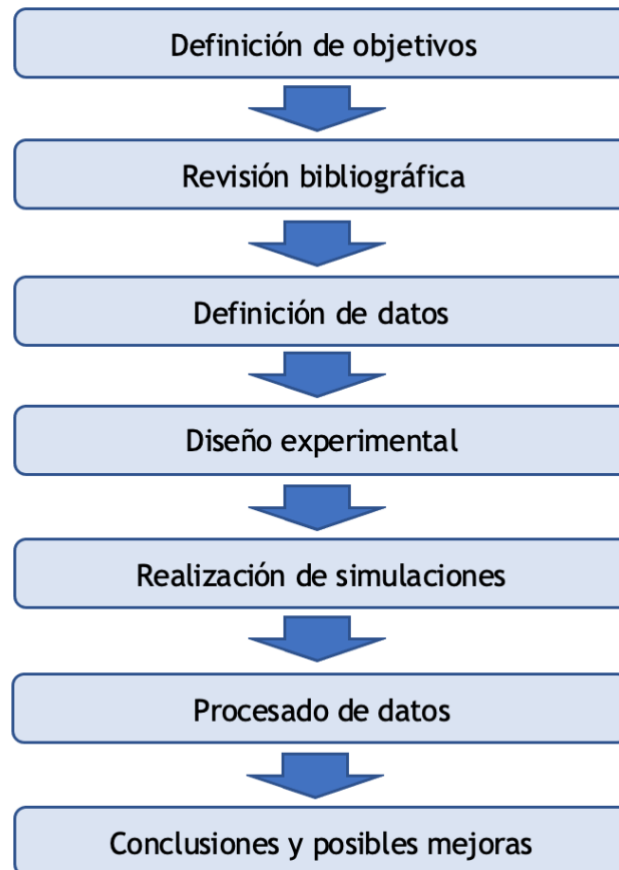 Definición de objetivos
Revisión bibliográfica
Definición de datos
Diseño experimental
Realización de simulaciones
Procesado de datos
Conclusiones y posibles mejoras